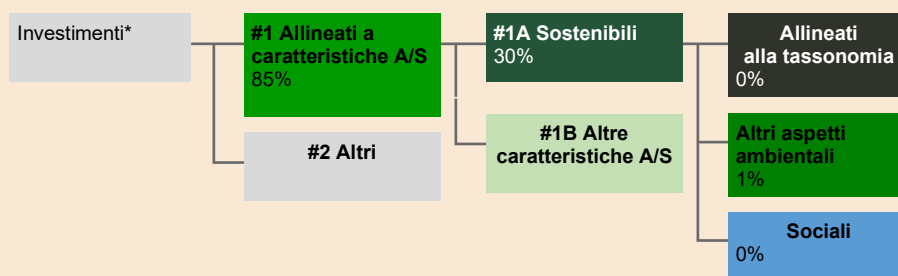 Investimenti*
#1 Allineati a
caratteristiche A/S
85%
#2 Altri
#1A Sostenibili
30%
#1B Altre
caratteristiche A/S
Allineati
alla tassonomia
0%
Altri aspetti
ambientali
1%
Sociali
0%